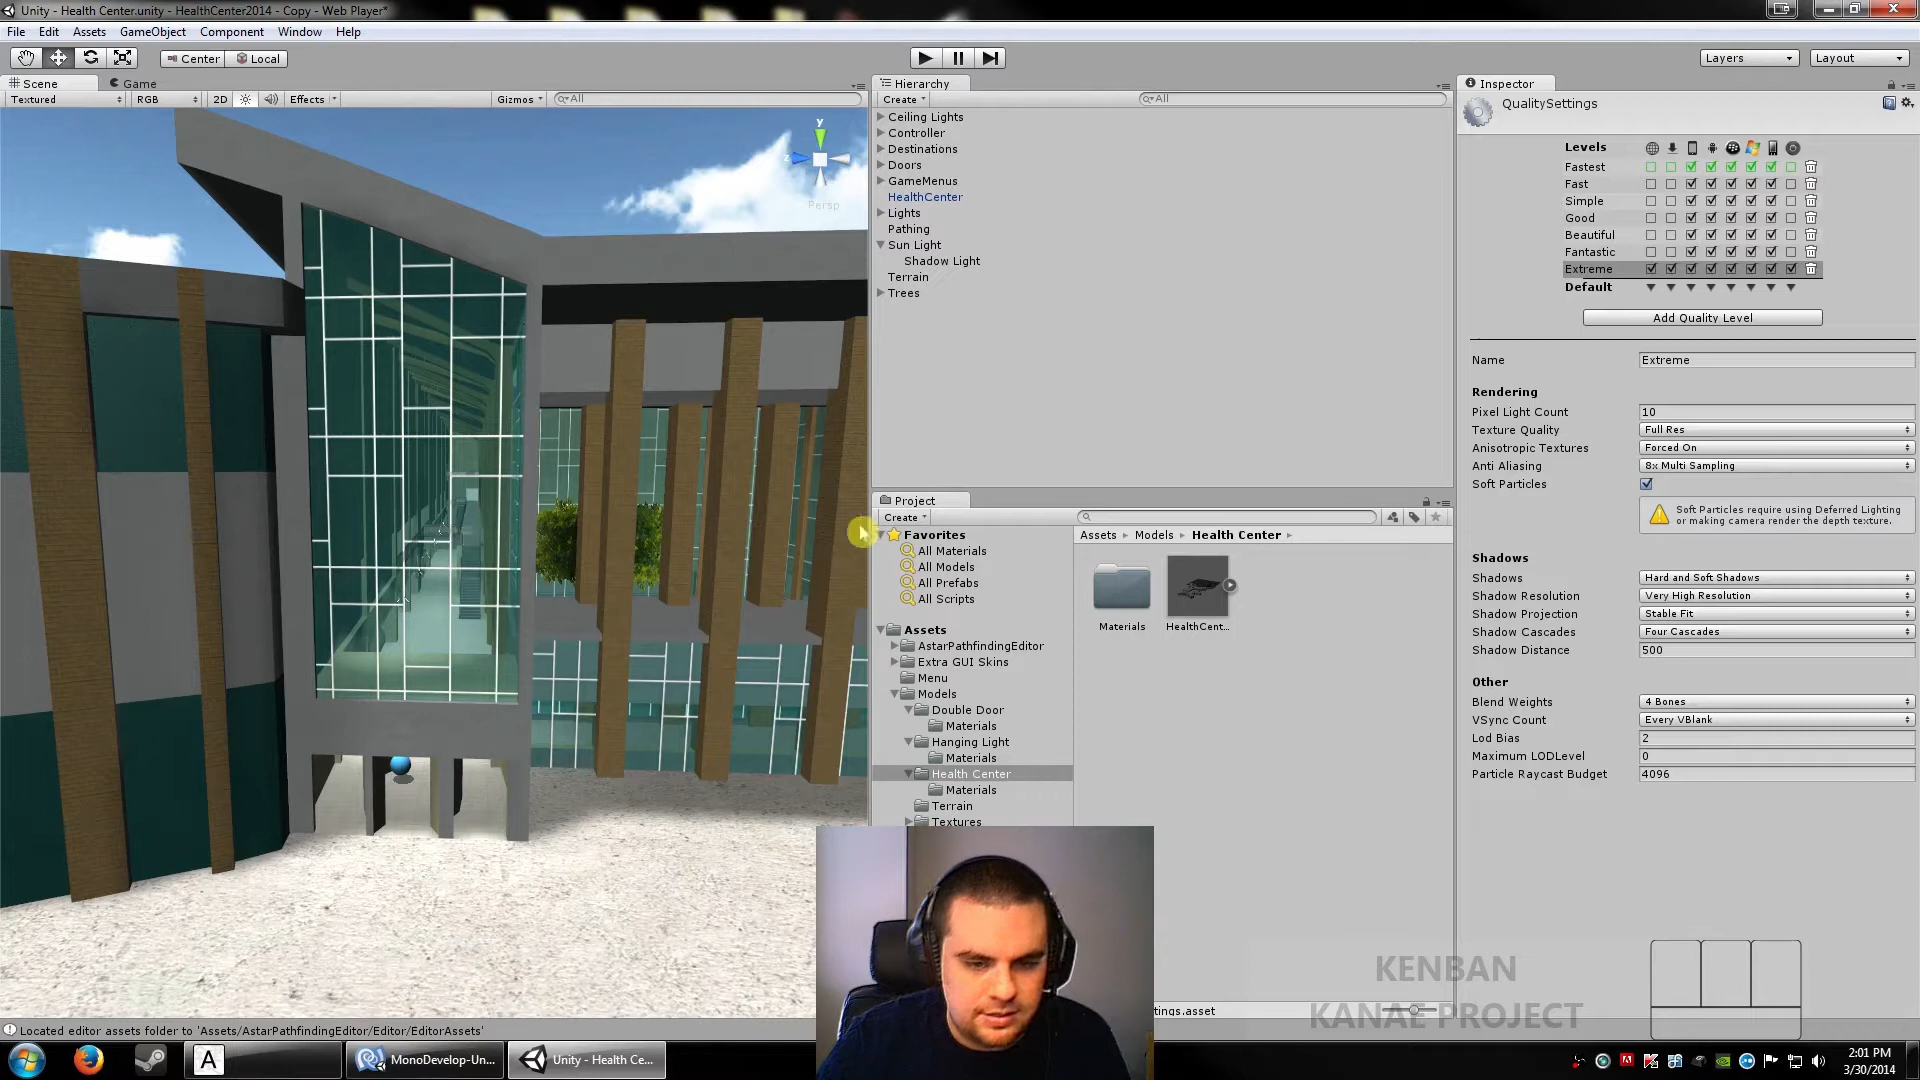 Unity - Health Center.unity - HealthCenter2014 - Copy - Web Player*
File Edit Assets GameObject Component Window Help
Center Local
Layers Layout
Scene Game
Textured RGB 2D Effects Gizmos All
y
z
Persp
Hierarchy
Create All
Ceiling Lights
Controller
Destinations
Doors
GameMenus
HealthCenter
Lights
Pathing
Sun Light
Shadow Light
Terrain
Trees
Project
Create
Favorites
All Materials
All Models
All Prefabs
All Scripts
Assets
AstarPathfindingEditor
Extra GUI Skins
Menu
Models
Double Door
Materials
Hanging Light
Materials
Health Center
Materials
Terrain
Textures
Assets Models Health Center
Materials
HealthCent...
tings.asset
Inspector
QualitySettings
Levels
Fastest
Fast
Simple
Good
Beautiful
Fantastic
Extreme
Default
Add Quality Level
Name Extreme
Rendering
Pixel Light Count 10
Texture Quality Full Res
Anisotropic Textures Forced On
Anti Aliasing 8x Multi Sampling
Soft Particles
Soft Particles require using Deferred Lighting
or making camera render the depth texture.
Shadows
Shadows Hard and Soft Shadows
Shadow Resolution Very High Resolution
Shadow Projection Stable Fit
Shadow Cascades Four Cascades
Shadow Distance 500
Other
Blend Weights 4 Bones
VSync Count Every VBlank
Lod Bias 2
Maximum LODLevel 0
Particle Raycast Budget 4096
KENBAN
KANAE PROJECT
Located editor assets folder to 'Assets/AstarPathfindingEditor/Editor/EditorAssets'
A
MonoDevelop-Un...
Unity - Health Ce...
2:01 PM
3/30/2014